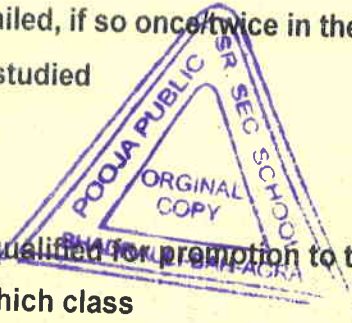 ailed, if so once/twice in the
studied
POOJA PUBLIC
SR. SEC SCHOOL
ORGINAL
COPY
ualified for promotion to t
hich class